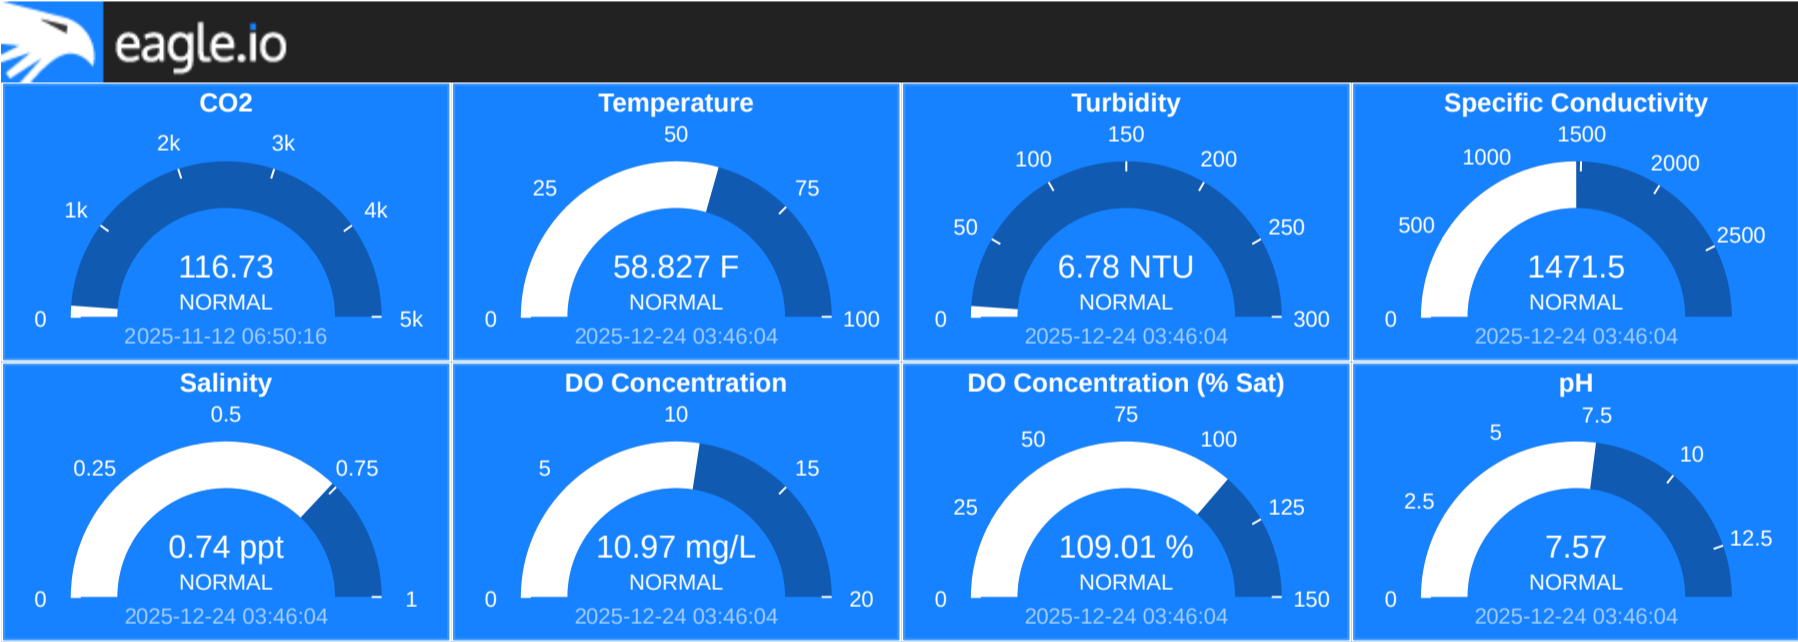 eagle.io
CO2
2k
3k
1k
4k
116.73
NORMAL
0
5k
2025-11-12 06:50:16
Temperature
50
25
75
58.827 F
NORMAL
0
100
2025-12-24 03:46:04
Turbidity
150
100
200
50
250
6.78 NTU
NORMAL
0
300
2025-12-24 03:46:04
Specific Conductivity
1500
1000
2000
500
2500
1471.5
NORMAL
0
2025-12-24 03:46:04
Salinity
0.5
0.25
0.75
0.74 ppt
NORMAL
0
1
2025-12-24 03:46:04
DO Concentration
10
5
15
10.97 mg/L
NORMAL
0
20
2025-12-24 03:46:04
DO Concentration (% Sat)
75
50
100
25
125
109.01 %
NORMAL
0
150
2025-12-24 03:46:04
pH
7.5
5
10
2.5
12.5
7.57
NORMAL
0
2025-12-24 03:46:04